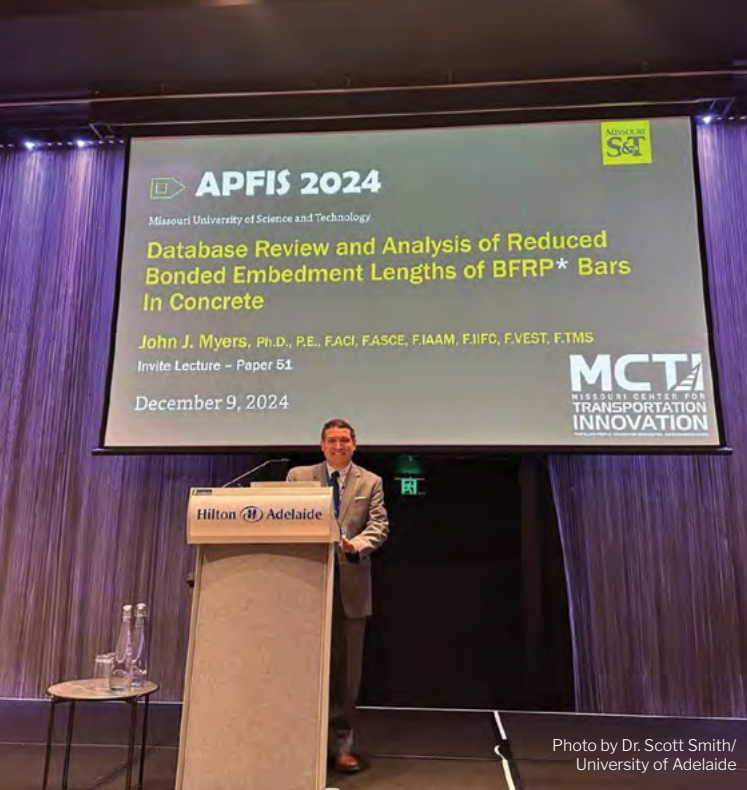 MISSOURI
S&T
APFIS 2024
Missouri University of Science and Technology
Database Review and Analysis of Reduced
Bonded Embedment Lengths of BFRP* Bars
In Concrete
John J. Myers, Ph.D., P.E., F.ACI, F.ASCE, F.IAAM, F.IIFC, F.VEST, F.TMS
Invite Lecture – Paper 51
December 9, 2024
MCTI
MISSOURI CENTER FOR
TRANSPORTATION
INNOVATION
Hilton H Adelaide
Photo by Dr. Scott Smith/
University of Adelaide